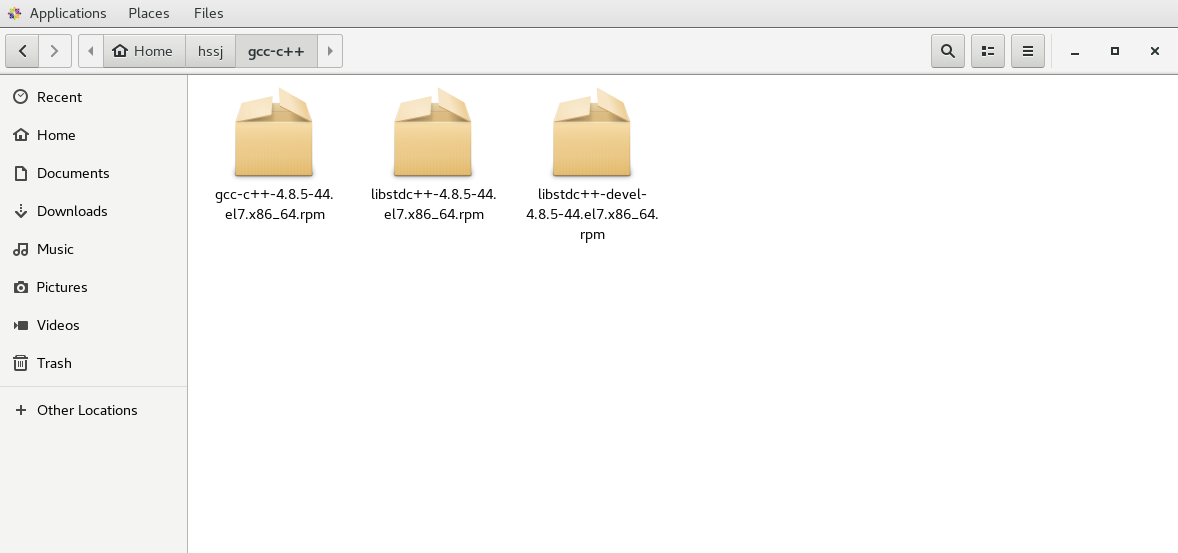 Applications Places Files
Home hssj gcc-c++
Recent
Home
Documents
Downloads
Music
Pictures
Videos
Trash
Other Locations
gcc-c++-4.8.5-44.
el7.x86_64.rpm
libstdc++-4.8.5-44.
el7.x86_64.rpm
libstdc++-devel-
4.8.5-44.el7.x86_64.
rpm